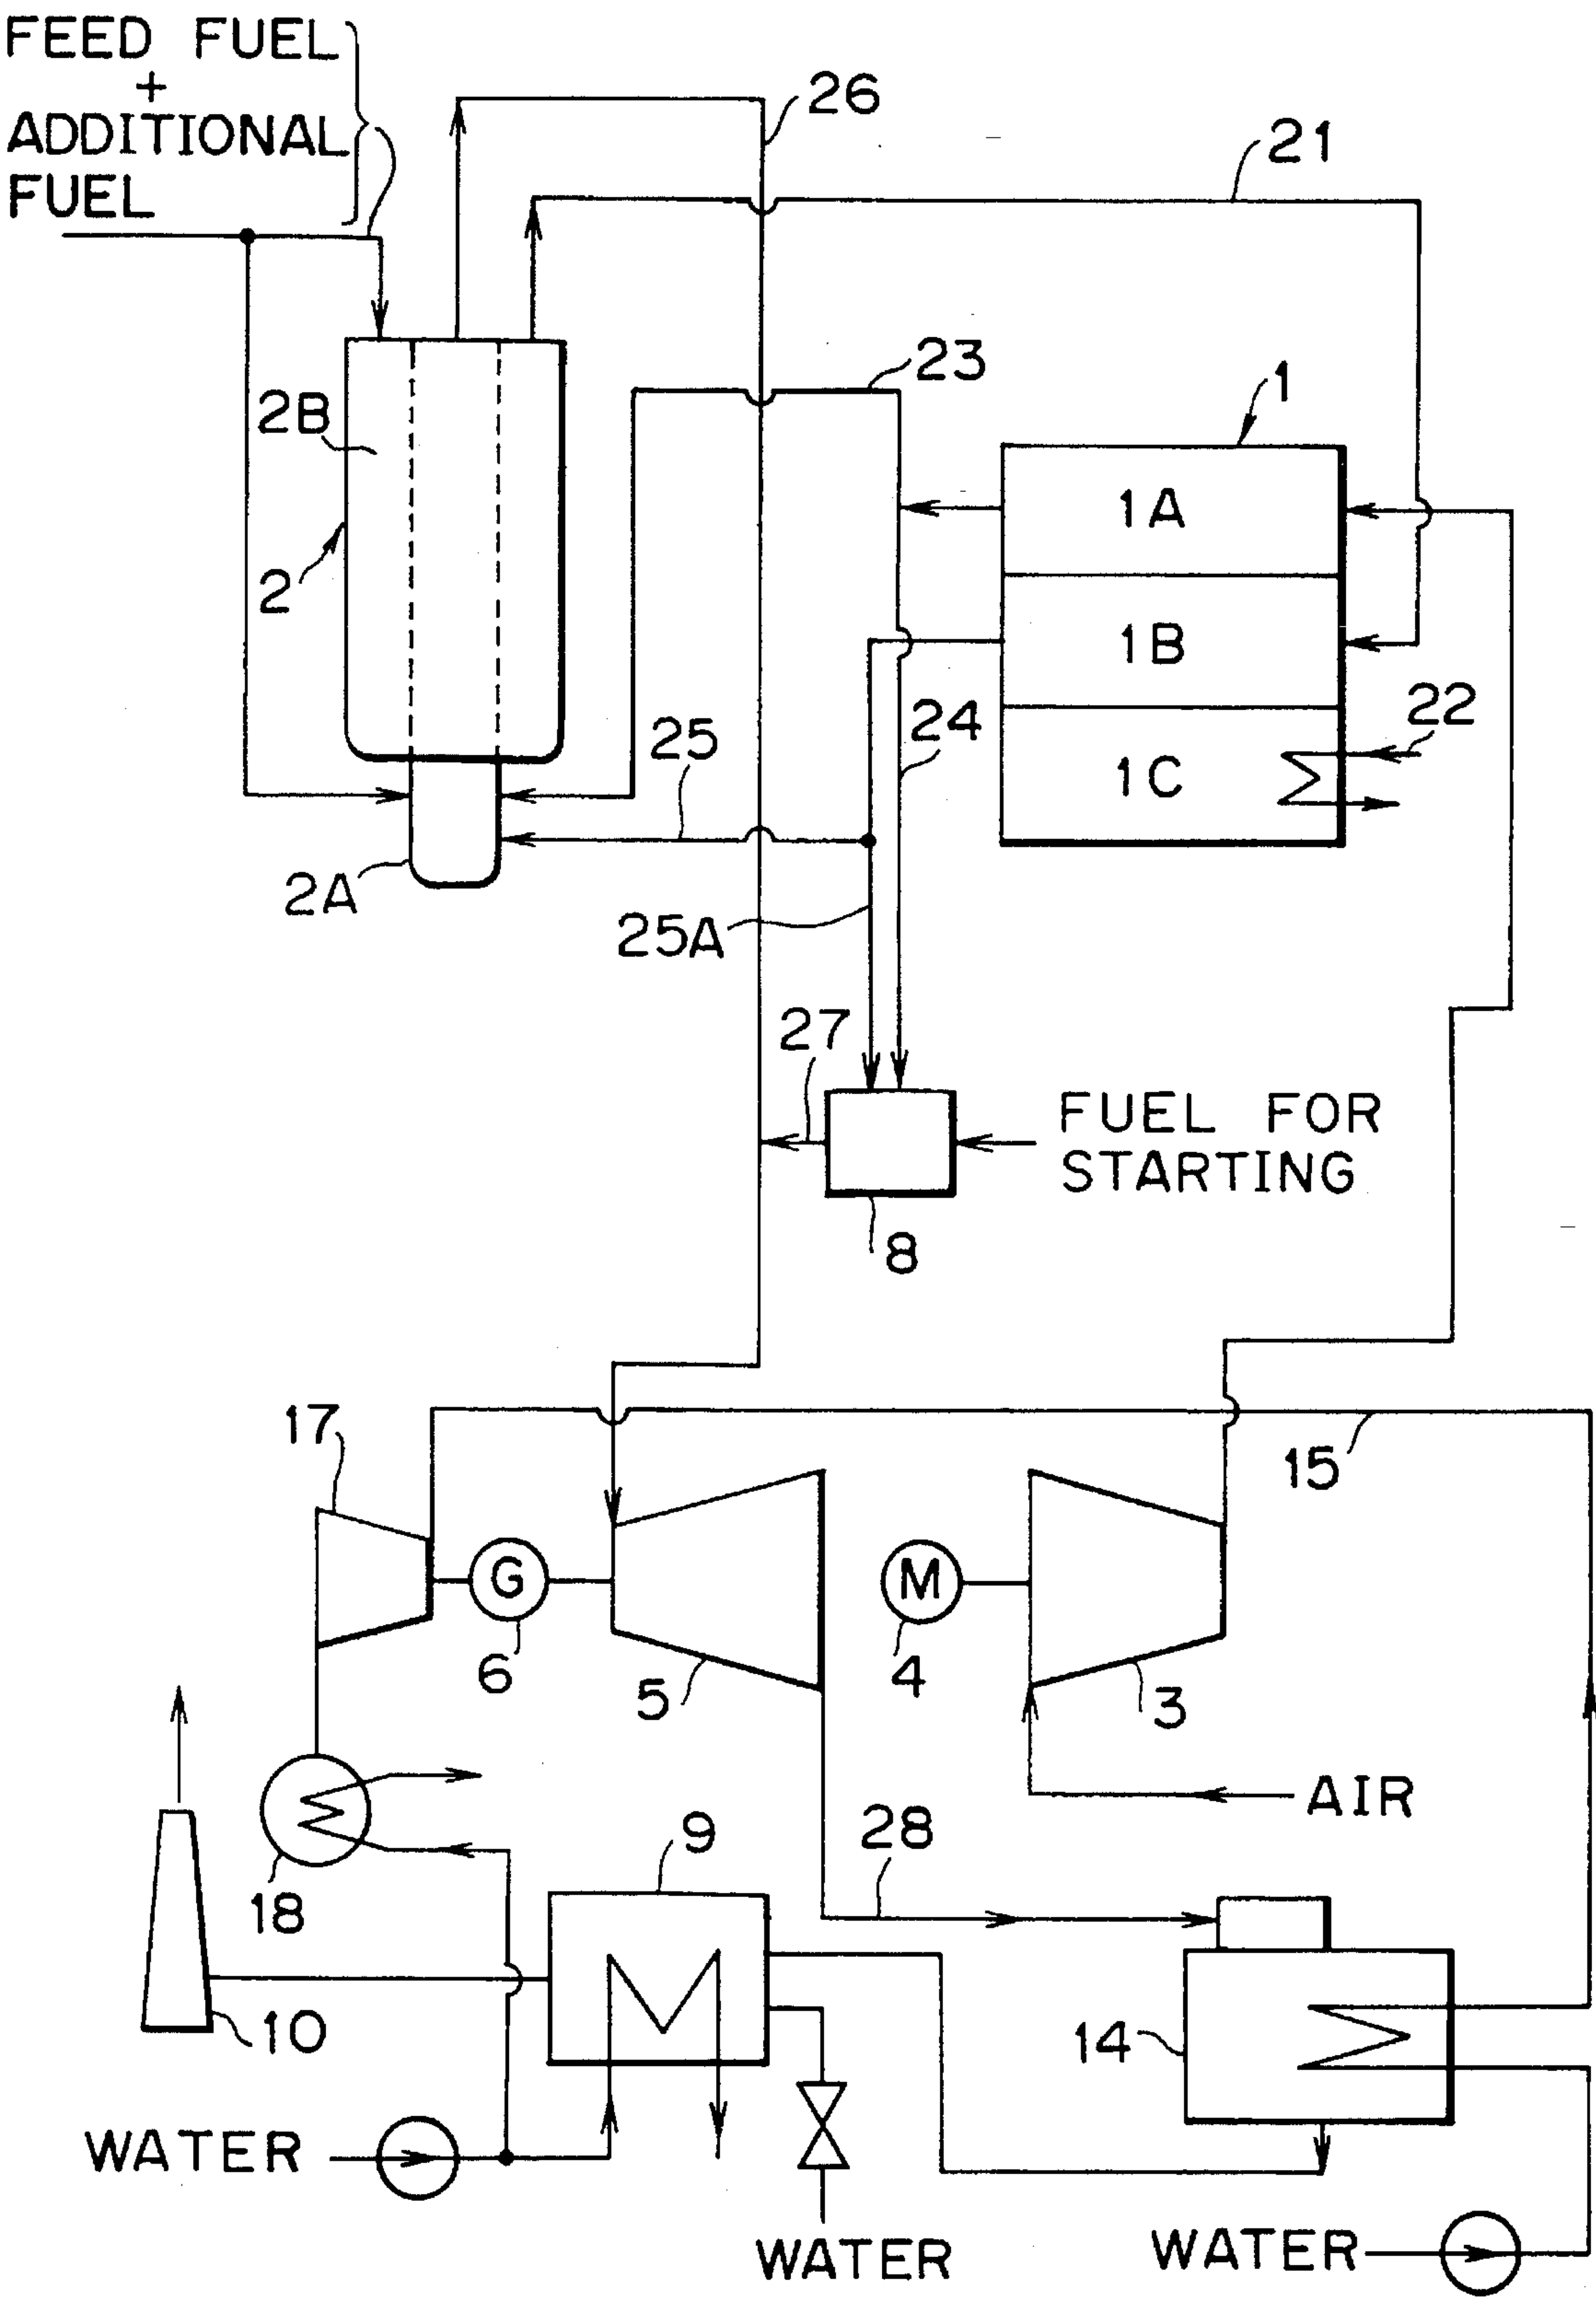 FEED FUEL
+
ADDITIONAL
FUEL
26
21
23
1
2B
1A
2
1B
22
24
25
1C
2A
25A
27
FUEL FOR
STARTING
8
17
15
G
M
6
4
5
3
AIR
28
9
18
10
14
WATER
WATER
WATER